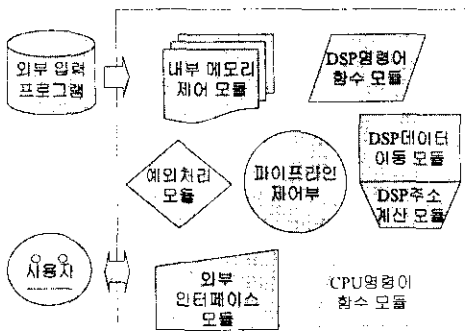 외부 입력
프로그램
내부 메모리
제어 모듈
DSP명령어
함수 모듈
예외처리
모듈
파이프라인
제어부
DSP데이터
이동 모듈
DSP주소
계산 모듈
사용자
외부
인터페이스
모듈
CPU명령어
함수 모듈